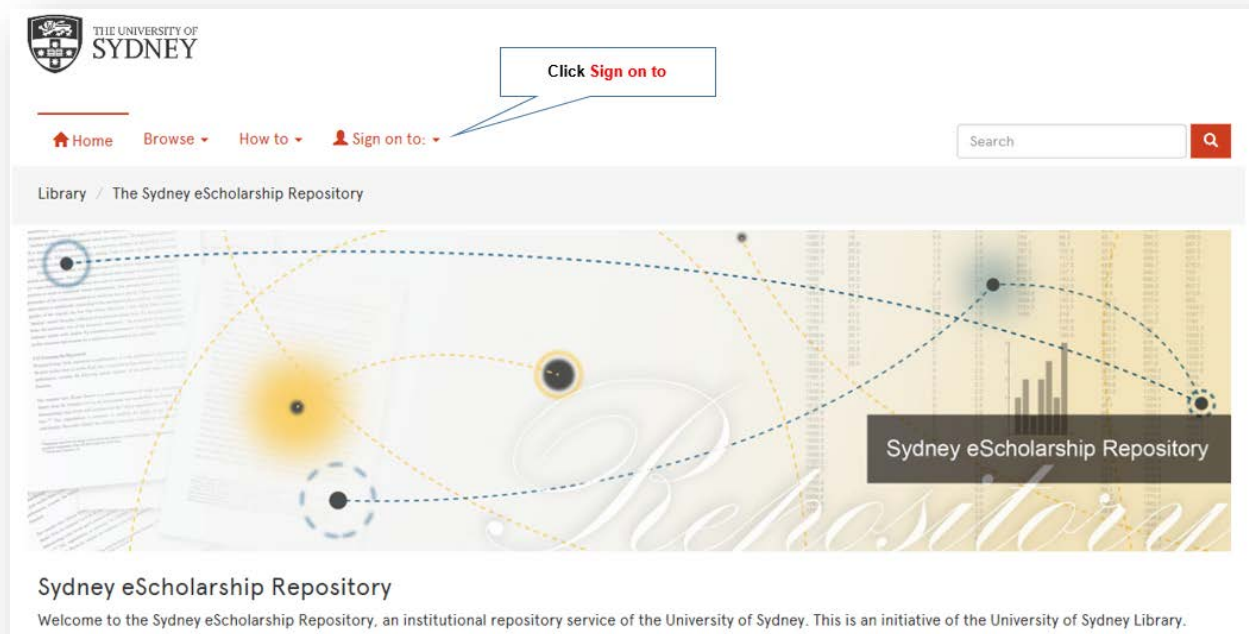 THE UNIVERSITY OF
SYDNEY
Click Sign on to
Home Browse How to Sign on to:
Search
Library / The Sydney eScholarship Repository
Sydney eScholarship Repository
Repository
Sydney eScholarship Repository
Welcome to the Sydney eScholarship Repository, an institutional repository service of the University of Sydney. This is an initiative of the University of Sydney Library.